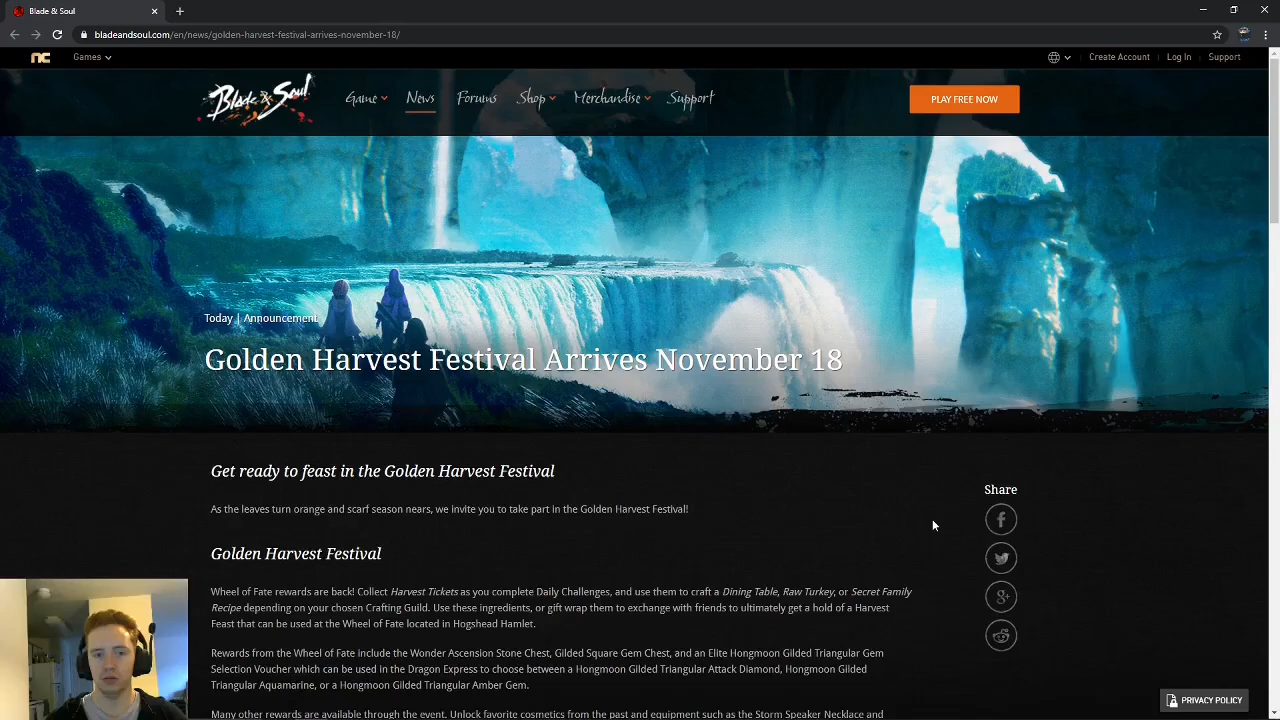 Blade & Soul
bladeandsoul.com/en/news/golden-harvest-festival-arrives-november-18/
nc Games Create Account Log In Support
Blade & Soul Game News Forums Shop Merchandise Support PLAY FREE NOW
Today | Announcement
Golden Harvest Festival Arrives November 18
Get ready to feast in the Golden Harvest Festival
Share
As the leaves turn orange and scarf season nears, we invite you to take part in the Golden Harvest Festival!
Golden Harvest Festival
Wheel of Fate rewards are back! Collect Harvest Tickets as you complete Daily Challenges, and use them to craft a Dining Table, Raw Turkey, or Secret Family
Recipe depending on your chosen Crafting Guild. Use these ingredients, or gift wrap them to exchange with friends to ultimately get a hold of a Harvest
Feast that can be used at the Wheel of Fate located in Hogshead Hamlet.
Rewards from the Wheel of Fate include the Wonder Ascension Stone Chest, Gilded Square Gem Chest, and an Elite Hongmoon Gilded Triangular Gem
Selection Voucher which can be used in the Dragon Express to choose between a Hongmoon Gilded Triangular Attack Diamond, Hongmoon Gilded
Triangular Aquamarine, or a Hongmoon Gilded Triangular Amber Gem.
PRIVACY POLICY
Many other rewards are available through the event. Unlock favorite cosmetics from the past and equipment such as the Storm Speaker Necklace and